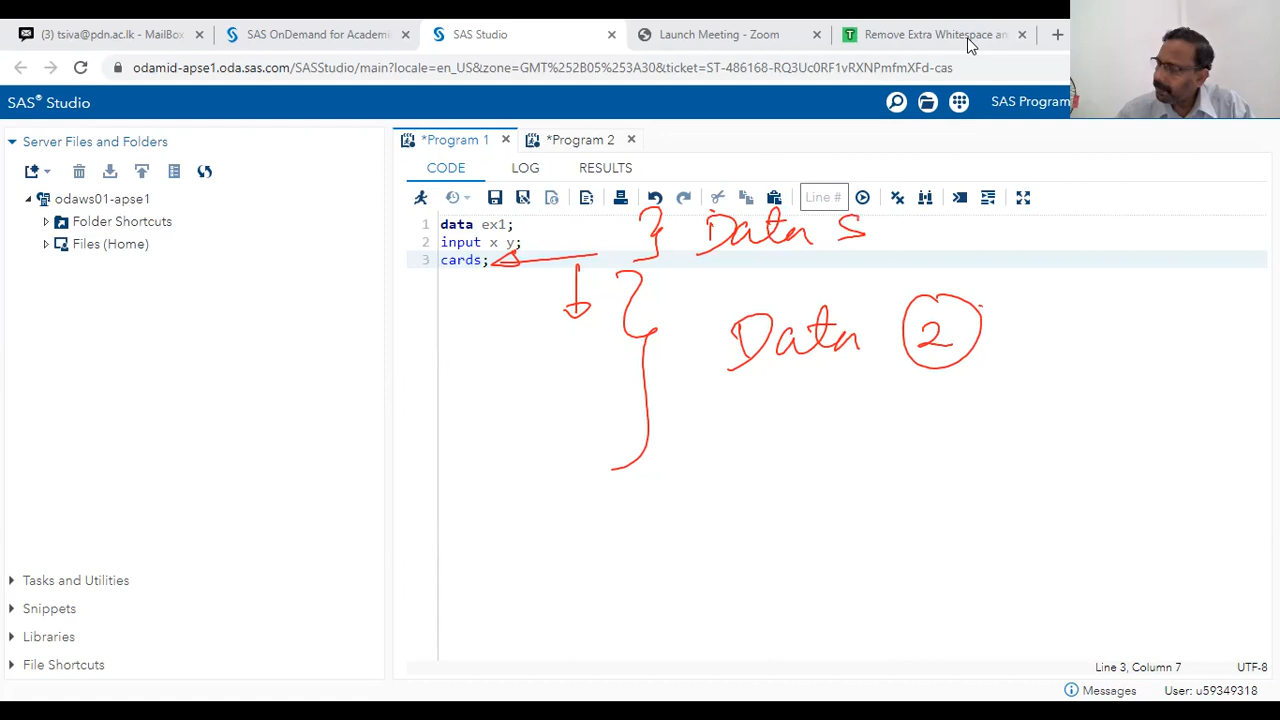 (3) tsiva@pdn.ac.lk - MailBox
SAS OnDemand for Academi
SAS Studio
Launch Meeting - Zoom
Remove Extra Whitespace an
odamid-apse1.oda.sas.com/SASStudio/main?locale=en_US&zone=GMT%252B05%253A30&ticket=ST-486168-RQ3Uc0RF1vRXNPmfmXFd-cas
SAS® Studio
SAS Program
Server Files and Folders
*Program 1
*Program 2
CODE
LOG
RESULTS
Line #
odaws01-apse1
Folder Shortcuts
Files (Home)
1 data ex1;
2 input x y;
3 cards;
Data S
Data 2
Tasks and Utilities
Snippets
Libraries
File Shortcuts
Line 3, Column 7
UTF-8
Messages
User: u59349318